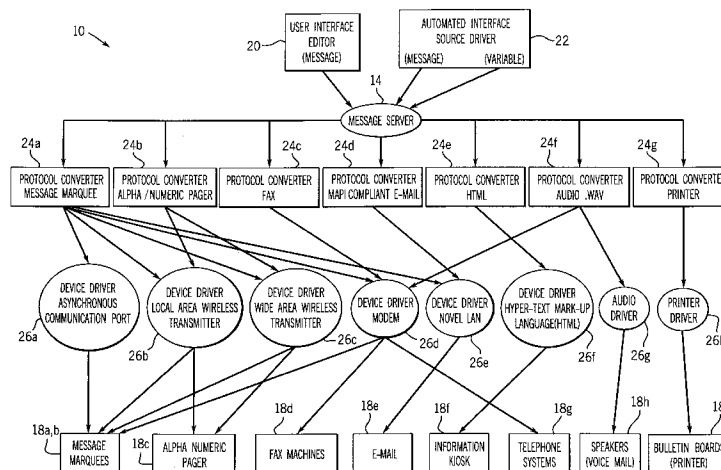 10
20
USER INTERFACE
EDITOR
(MESSAGE)
AUTOMATED INTERFACE
SOURCE DRIVER
(MESSAGE) (VARIABLE)
22
14
MESSAGE SERVER
24a
24b
24c
24d
24e
24f
24g
PROTOCOL CONVERTER
MESSAGE MARQUEE
PROTOCOL CONVERTER
ALPHA / NUMERIC PAGER
PROTOCOL CONVERTER
FAX
PROTOCOL CONVERTER
MAPI COMPLIANT E-MAIL
PROTOCOL CONVERTER
HTML
PROTOCOL CONVERTER
AUDIO .WAV
PROTOCOL CONVERTER
PRINTER
DEVICE DRIVER
ASYNCHRONOUS
COMMUNICATION PORT
26a
DEVICE DRIVER
LOCAL AREA WIRELESS
TRANSMITTER
26b
DEVICE DRIVER
WIDE AREA WIRELESS
TRANSMITTER
26c
DEVICE DRIVER
MODEM
26d
DEVICE DRIVER
NOVEL LAN
26e
DEVICE DRIVER
HYPER-TEXT MARK-UP
LANGUAGE(HTML)
26f
AUDIO
DRIVER
26g
PRINTER
DRIVER
18a,b
MESSAGE
MARQUEES
18c
ALPHA NUMERIC
PAGER
18d
FAX MACHINES
18e
E-MAIL
18f
INFORMATION
KIOSK
18g
TELEPHONE
SYSTEMS
18h
SPEAKERS
(VOICE MAIL)
BULLETIN BOARDS
(PRINTER)